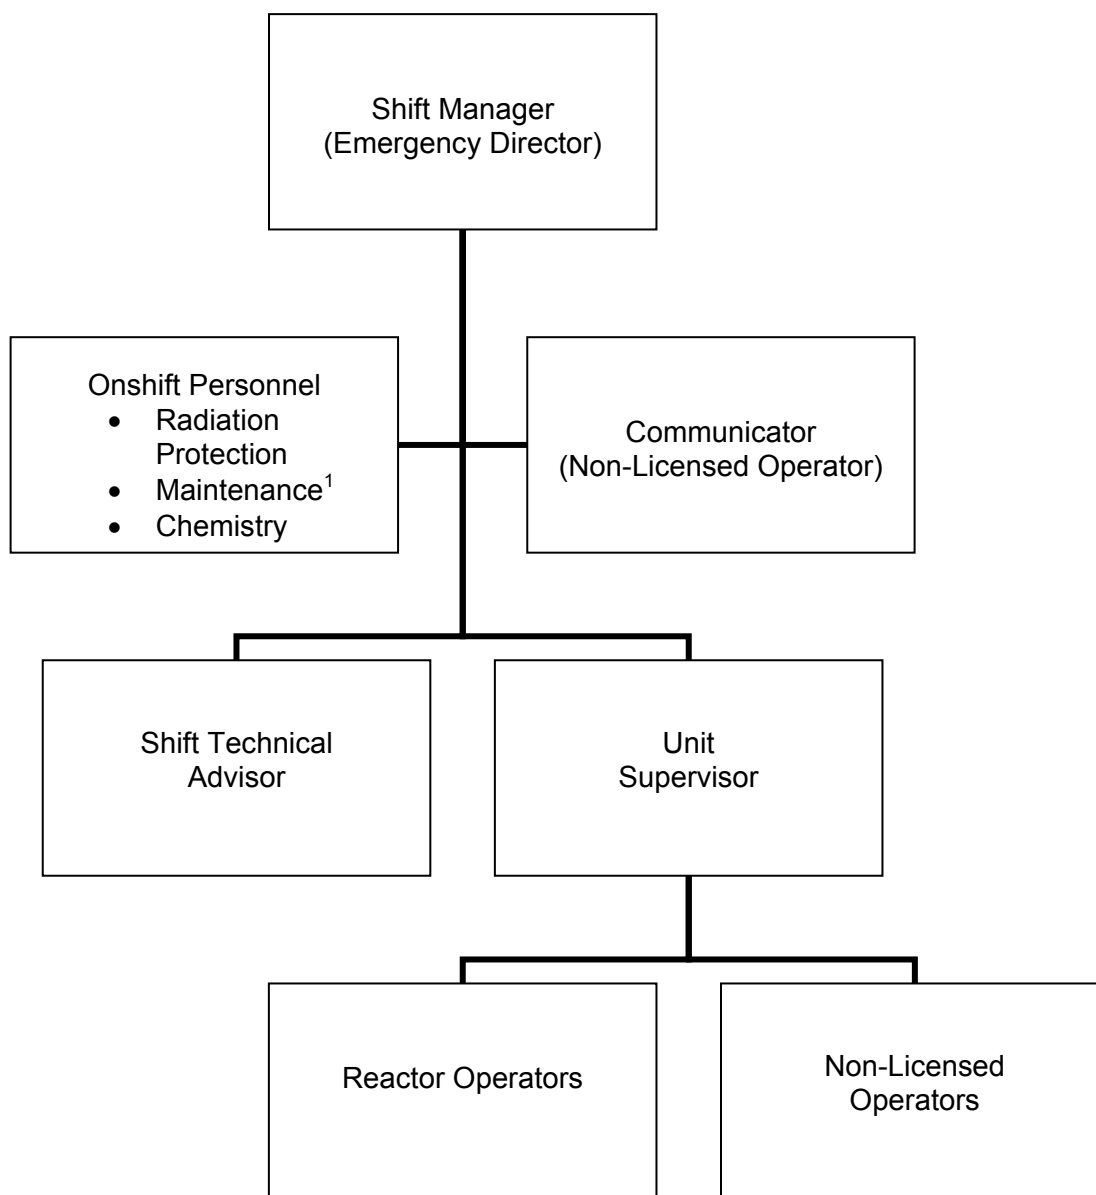 Shift Manager
(Emergency Director)
Onshift Personnel
• Radiation
Protection
• Maintenance¹
• Chemistry
Communicator
(Non-Licensed Operator)
Shift Technical
Advisor
Unit
Supervisor
Reactor Operators
Non-Licensed
Operators